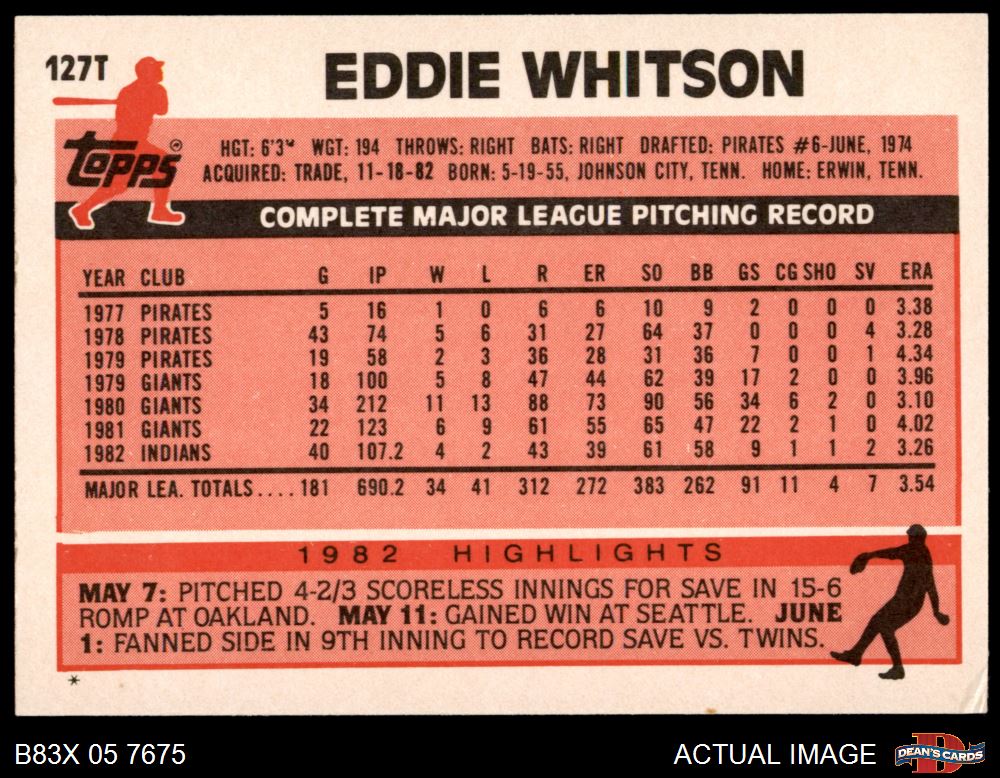 127T
EDDIE WHITSON
topps ®
HGT: 6'3" WGT: 194 THROWS: RIGHT BATS: RIGHT DRAFTED: PIRATES #6-JUNE, 1974
ACQUIRED: TRADE, 11-18-82 BORN: 5-19-55, JOHNSON CITY, TENN. HOME: ERWIN, TENN.
COMPLETE MAJOR LEAGUE PITCHING RECORD
YEAR CLUB G IP W L R ER SO BB GS CG SHO SV ERA
1977 PIRATES 5 16 1 0 6 6 10 9 2 0 0 0 3.38
1978 PIRATES 43 74 5 6 31 27 64 37 0 0 0 4 3.28
1979 PIRATES 19 58 2 3 36 28 31 36 7 0 0 1 4.34
1979 GIANTS 18 100 5 8 47 44 62 39 17 2 0 0 3.96
1980 GIANTS 34 212 11 13 88 73 90 56 34 6 2 0 3.10
1981 GIANTS 22 123 6 9 61 55 65 47 22 2 1 0 4.02
1982 INDIANS 40 107.2 4 2 43 39 61 58 9 1 1 2 3.26
MAJOR LEA. TOTALS.... 181 690.2 34 41 312 272 383 262 91 11 4 7 3.54
1982 HIGHLIGHTS
MAY 7: PITCHED 4-2/3 SCORELESS INNINGS FOR SAVE IN 15-6
ROMP AT OAKLAND. MAY 11: GAINED WIN AT SEATTLE. JUNE
1: FANNED SIDE IN 9TH INNING TO RECORD SAVE VS. TWINS.
*
B83X 05 7675 ACTUAL IMAGE DEAN'S CARDS